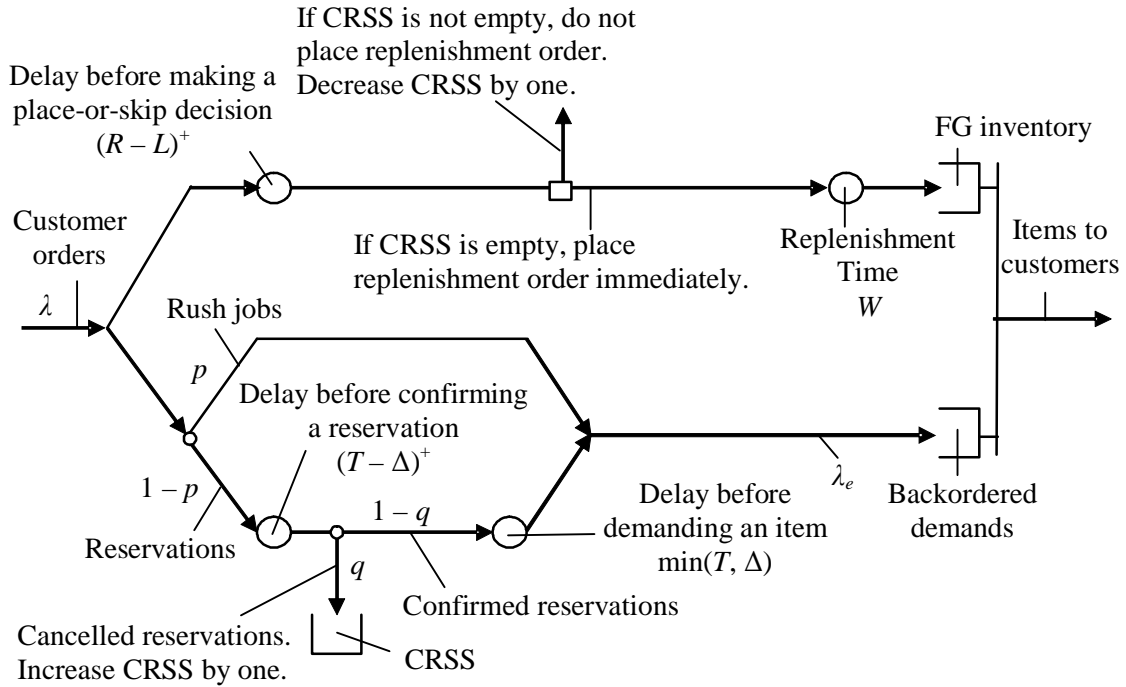 If CRSS is not empty, do not
place replenishment order.
Decrease CRSS by one.
Delay before making a
place-or-skip decision
(R – L)⁺
FG inventory
Customer
orders
λ
If CRSS is empty, place
replenishment order immediately.
Replenishment
Time
W
Items to
customers
Rush jobs
p
Delay before confirming
a reservation
(T – Δ)⁺
1 – p
Reservations
1 – q
q
Delay before
demanding an item
min(T, Δ)
λₑ
Backordered
demands
Confirmed reservations
Cancelled reservations.
Increase CRSS by one.
CRSS